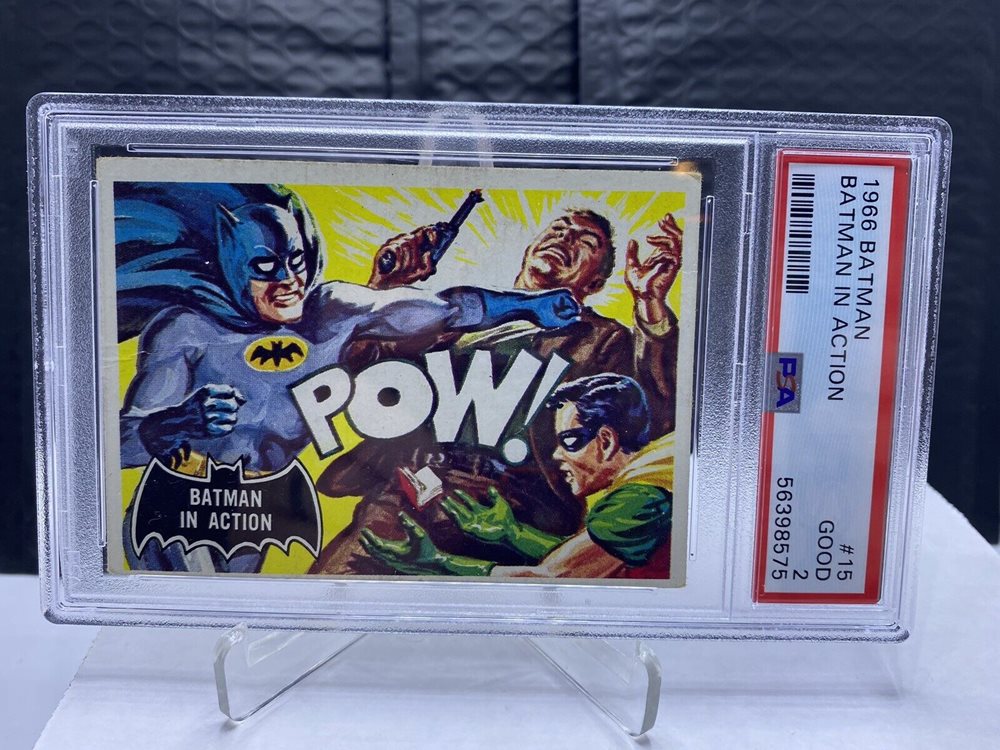 POW!
BATMAN
IN ACTION
1966 BATMAN
BATMAN IN ACTION
#15
GOOD
2
PSA
56398575